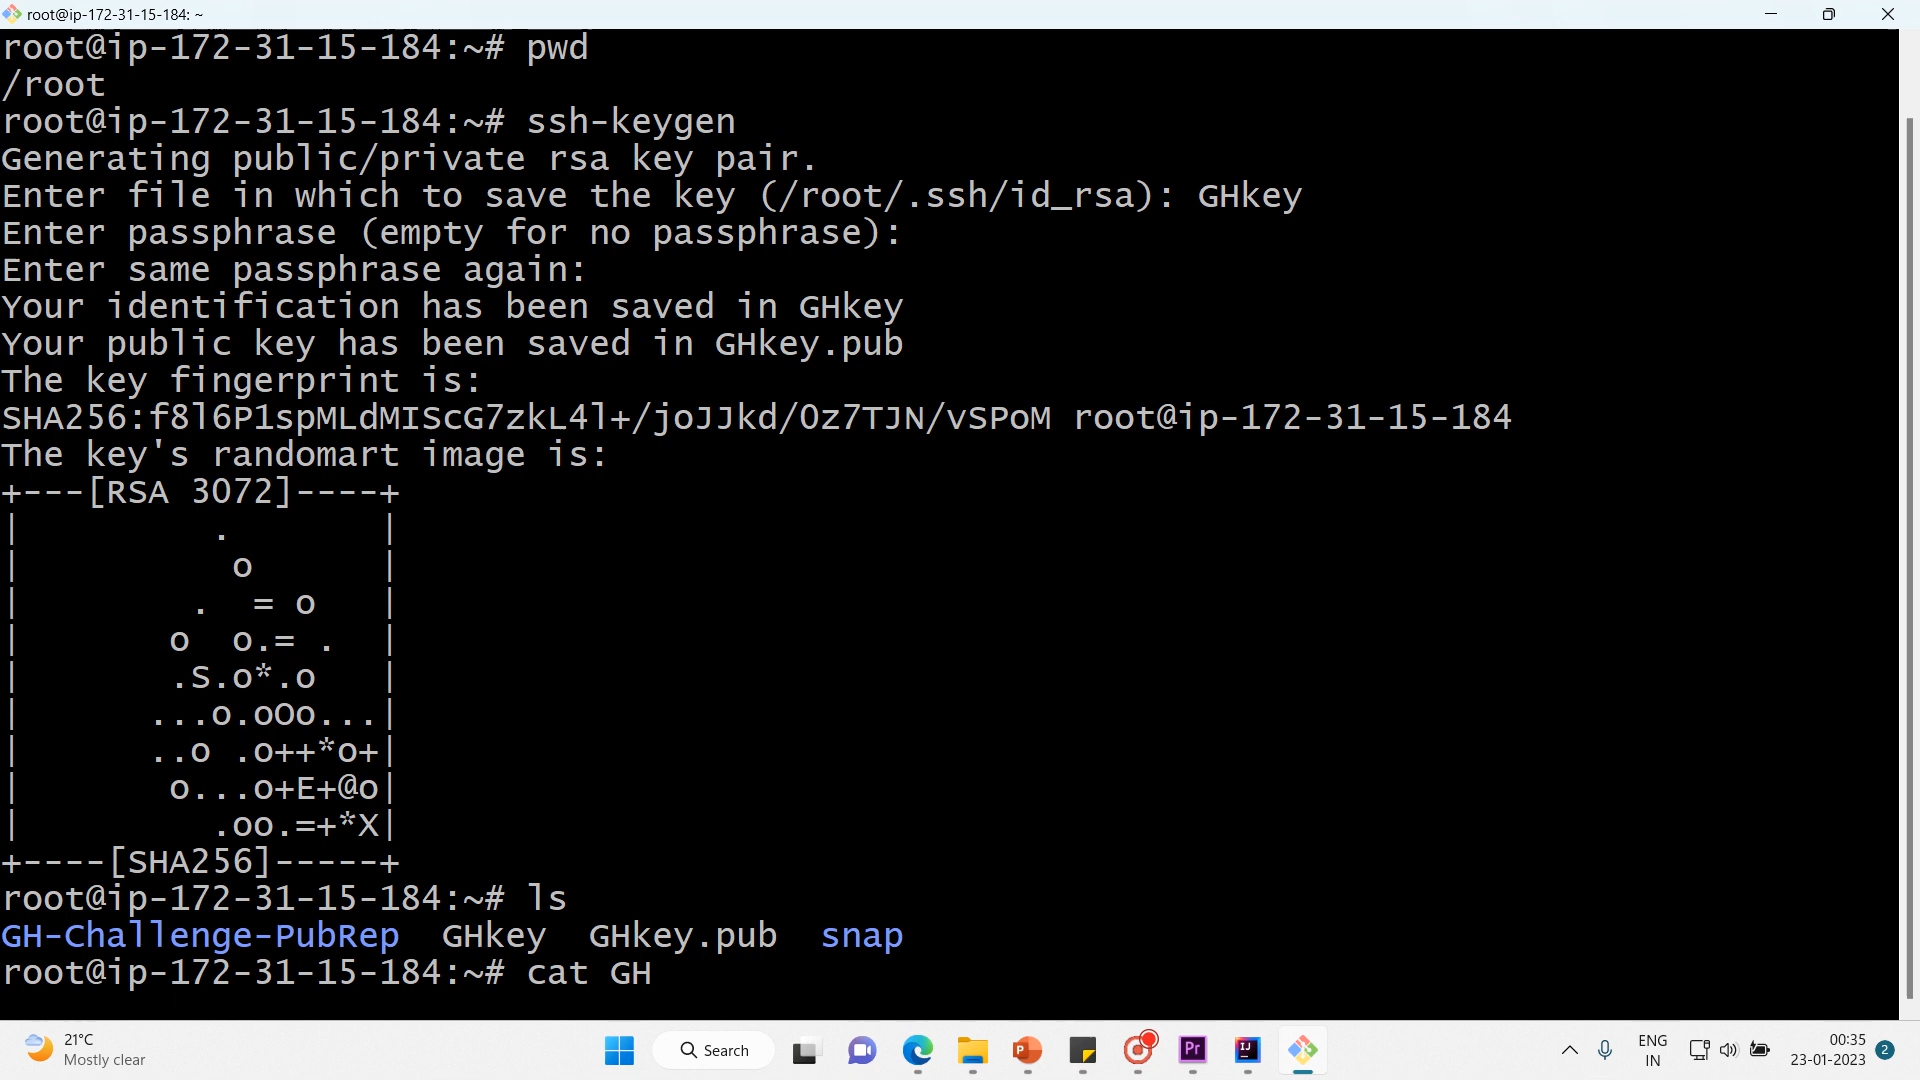 root@ip-172-31-15-184: ~
root@ip-172-31-15-184:~# pwd
/root
root@ip-172-31-15-184:~# ssh-keygen
Generating public/private rsa key pair.
Enter file in which to save the key (/root/.ssh/id_rsa): GHkey
Enter passphrase (empty for no passphrase):
Enter same passphrase again:
Your identification has been saved in GHkey
Your public key has been saved in GHkey.pub
The key fingerprint is:
SHA256:f8l6P1spMLdMIScG7zkL4l+/joJJkd/0z7TJN/vSPoM root@ip-172-31-15-184
The key's randomart image is:
+---[RSA 3072]----+
|          .       |
|           o      |
|         .  = o   |
|        o  o.= .  |
|        .S.o*.o   |
|       ...o.oOo...|
|       ..o .o++*o+|
|        o...o+E+@o|
|          .oo.=+*X|
+----[SHA256]-----+
root@ip-172-31-15-184:~# ls
GH-Challenge-PubRep  GHkey  GHkey.pub  snap
root@ip-172-31-15-184:~# cat GH
21°C
Mostly clear
Search
P
Pr
IJ
ENG
IN
00:35
23-01-2023
2